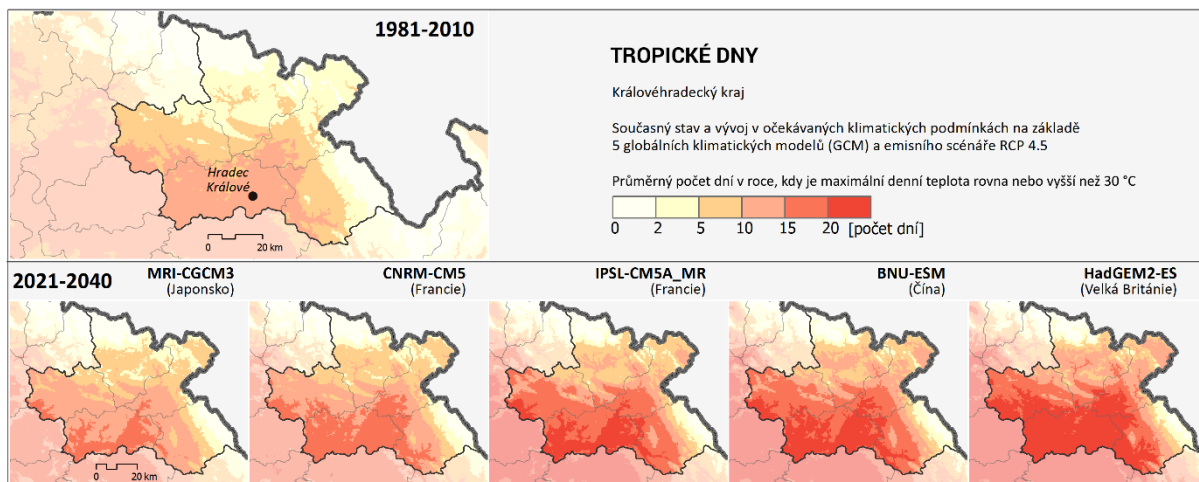 1981-2010
Hradec
Králové
0 20 km
TROPICKÉ DNY
Královéhradecký kraj
Současný stav a vývoj v očekávaných klimatických podmínkách na základě
5 globálních klimatických modelů (GCM) a emisního scénáře RCP 4.5
Průměrný počet dní v roce, kdy je maximální denní teplota rovna nebo vyšší než 30 °C
0 2 5 10 15 20 [počet dní]
2021-2040
MRI-CGCM3
(Japonsko)
CNRM-CM5
(Francie)
IPSL-CM5A_MR
(Francie)
BNU-ESM
(Čína)
HadGEM2-ES
(Velká Británie)
0 20 km